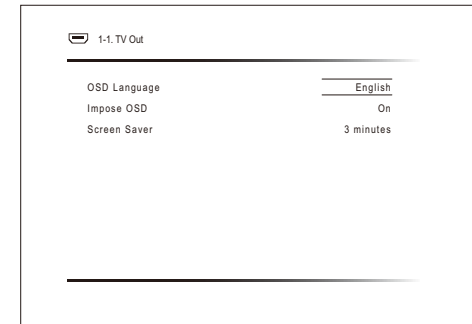 1-1. TV Out
OSD Language English
Impose OSD On
Screen Saver 3 minutes